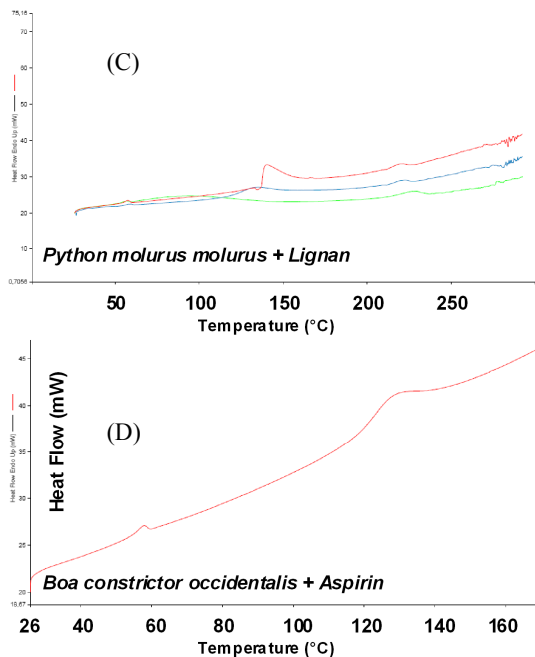 75,16
(C)
70
60
50
40
30
20
10
0,7056
Heat Flow Endo Up (mW)
Python molurus molurus + Lignan
50 100 150 200 250
Temperature (°C)
45
40
35
30
25
20
18,67
Heat Flow Endo Up (mW)
Heat Flow (mW)
(D)
Boa constrictor occidentalis + Aspirin
26 40 60 80 100 120 140 160
Temperature (°C)